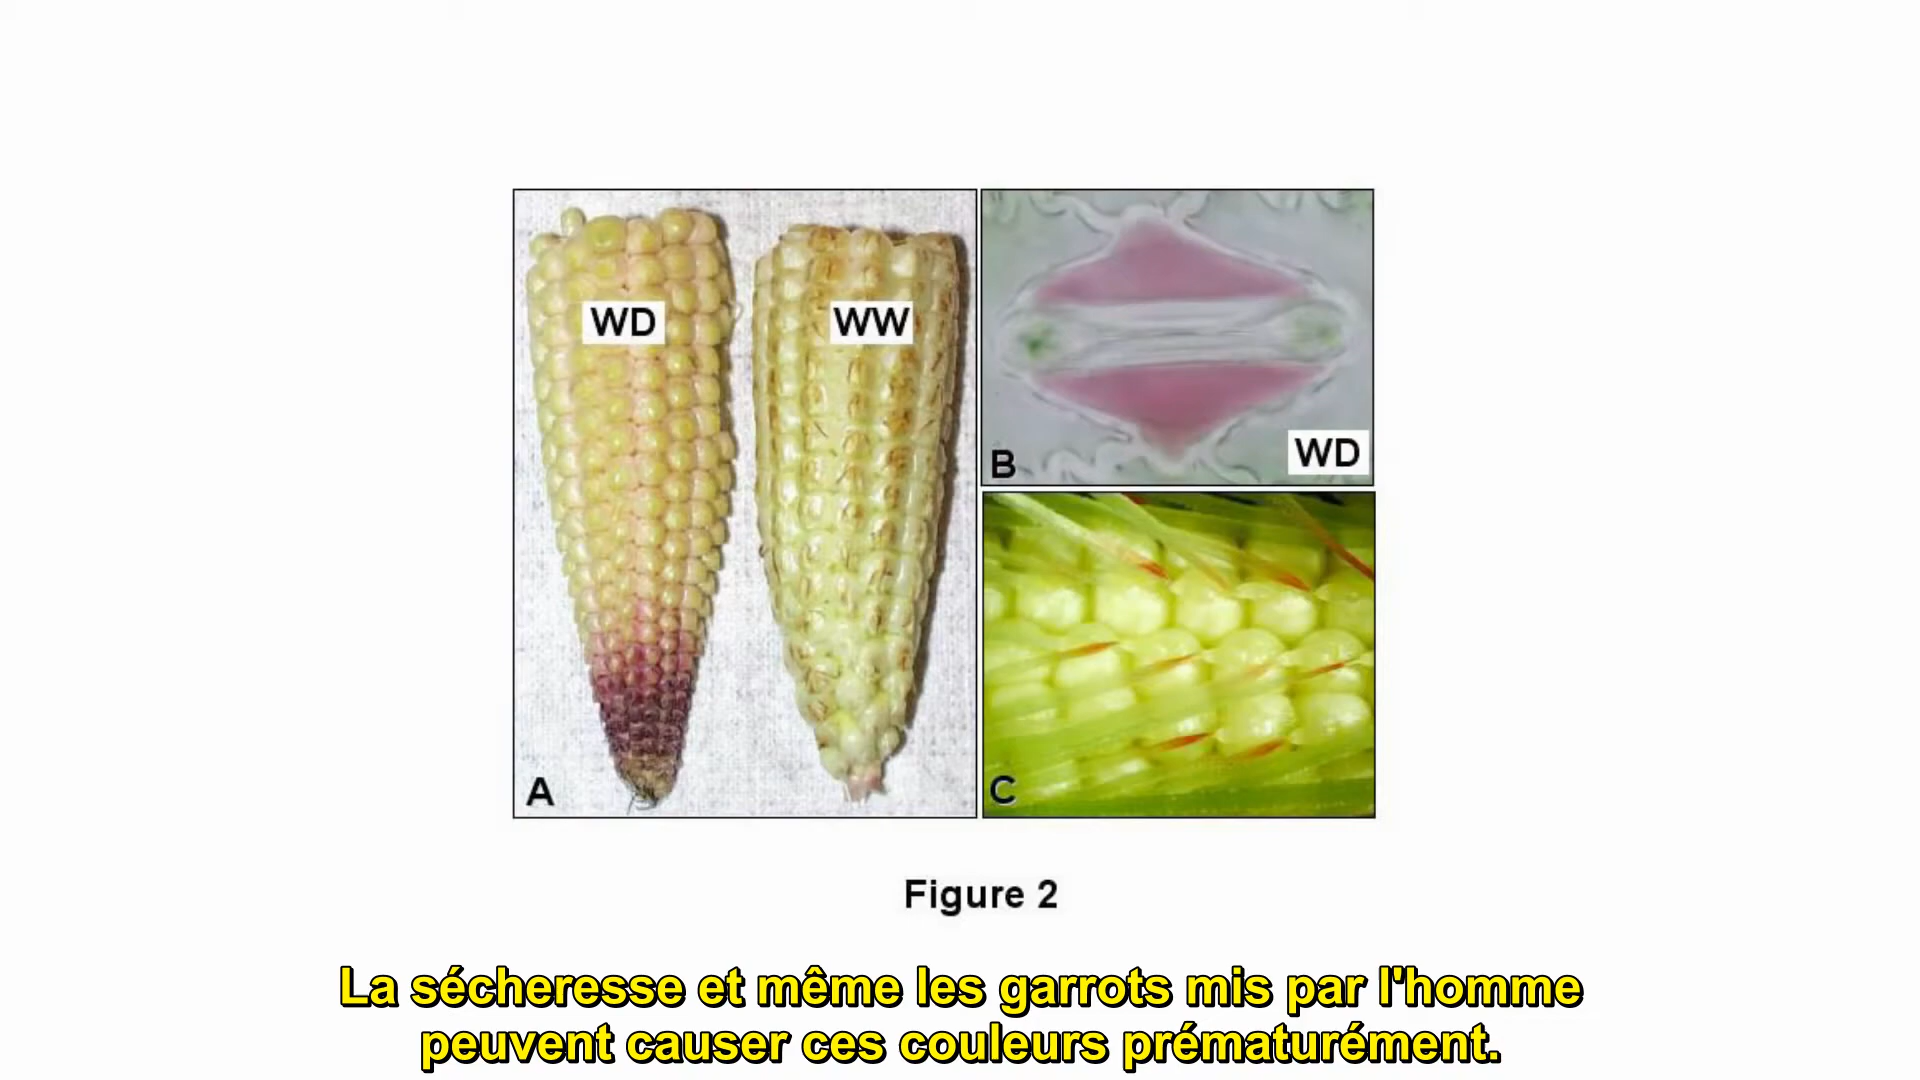 WD
WW
A
B
WD
C
Figure 2
La sécheresse et même les garrots mis par l'homme
peuvent causer ces couleurs prématurément.